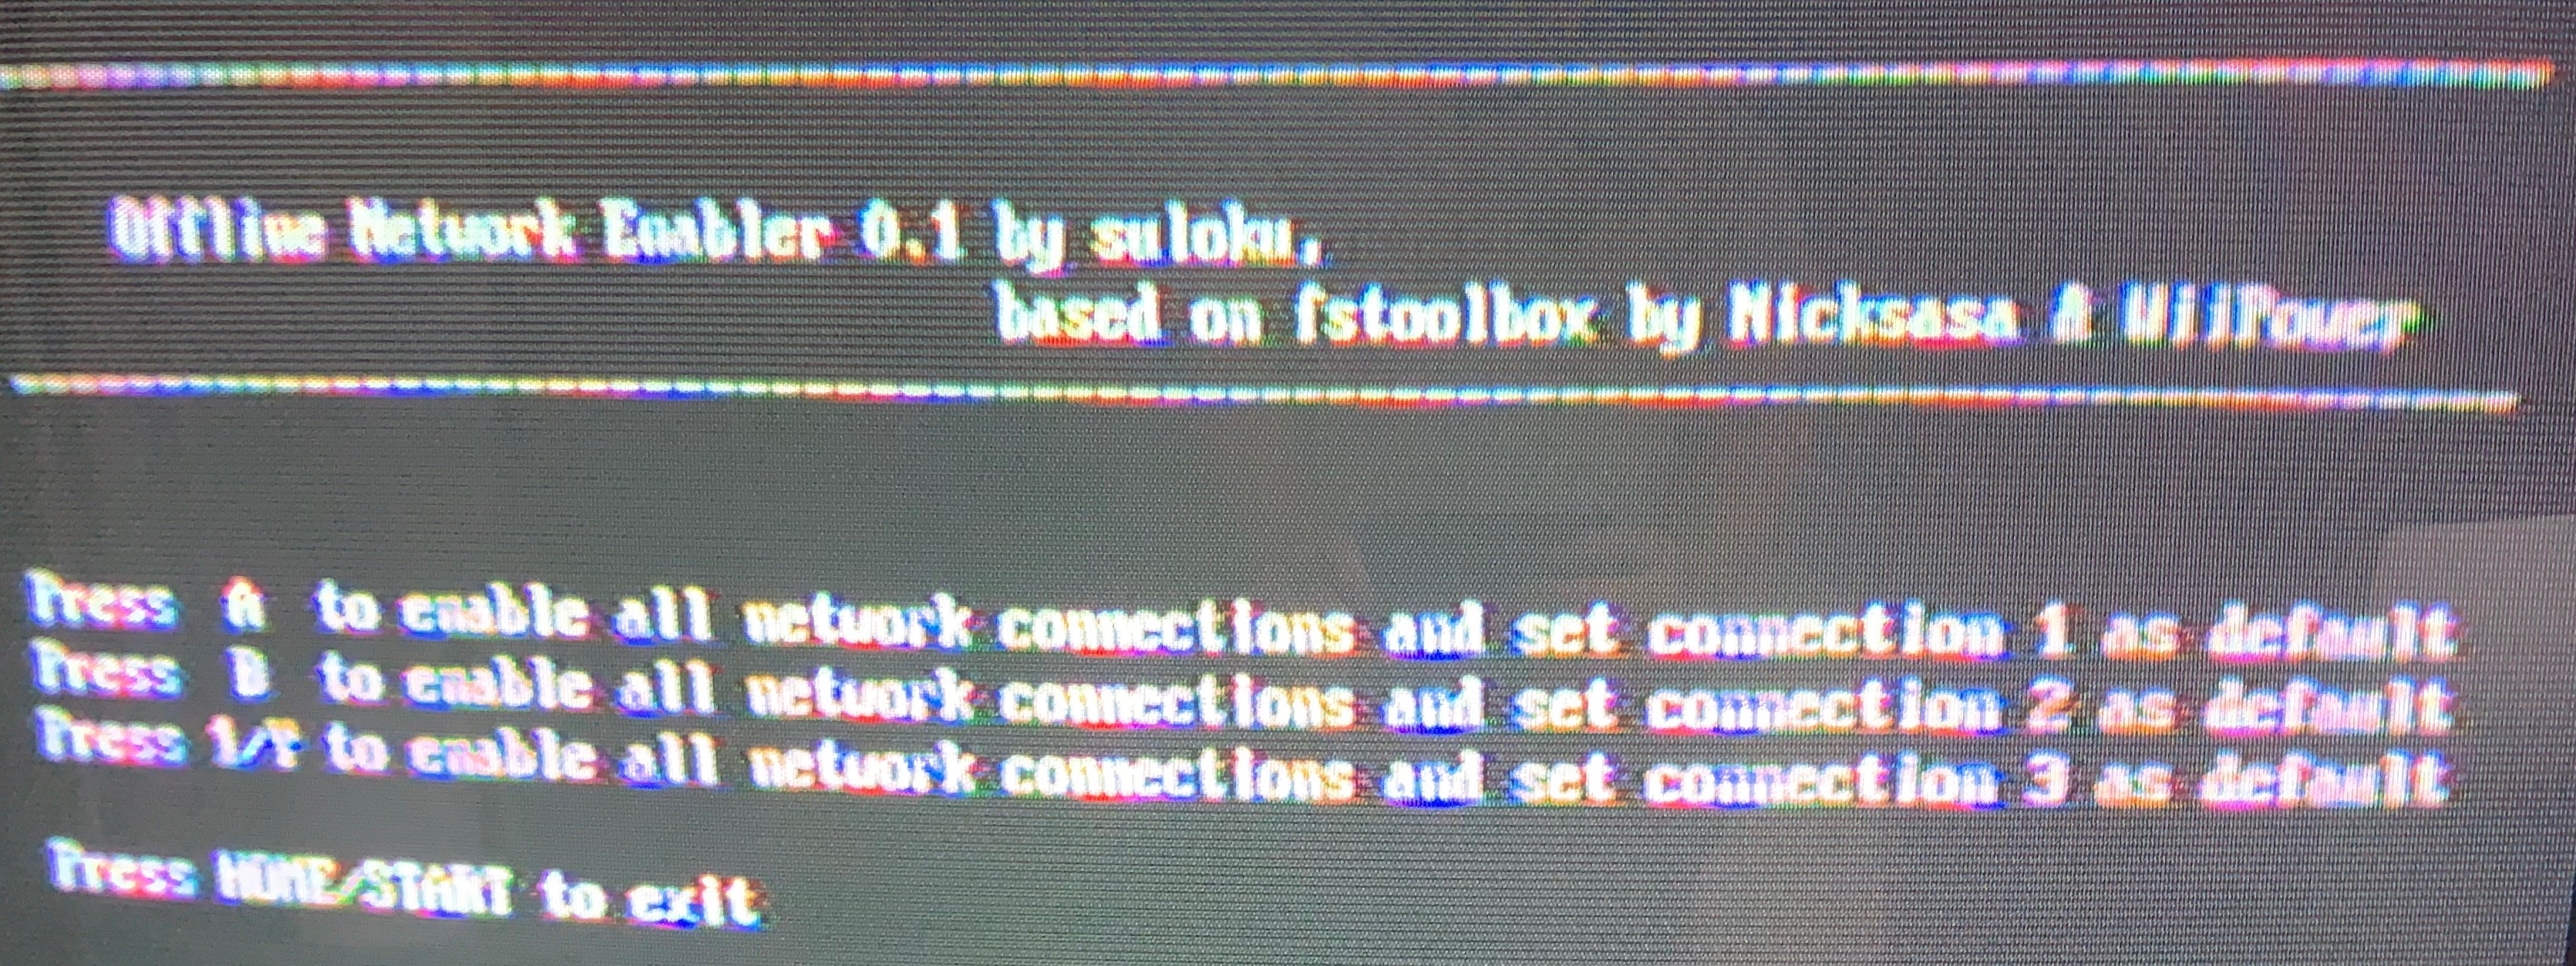 Offline Network Enabler 0.1 by suloku,
based on fstoolbox by Nicksasa & WiiPower
Press A to enable all network connections and set connection 1 as default
Press B to enable all network connections and set connection 2 as default
Press 1/Y to enable all network connections and set connection 3 as default
Press HOME/START to exit